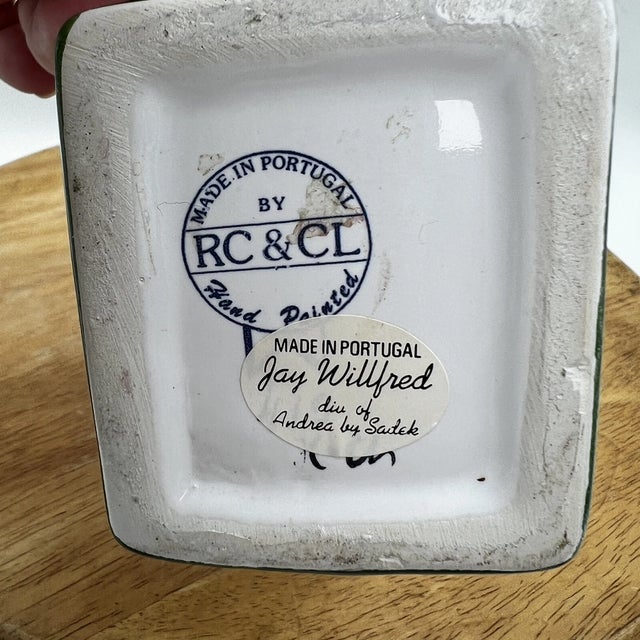 MADE.IN PORTUGAL
BY
RC & CL
Hand Painted
MADE IN PORTUGAL
Jay Willfred
div of
Andrea by Sadek